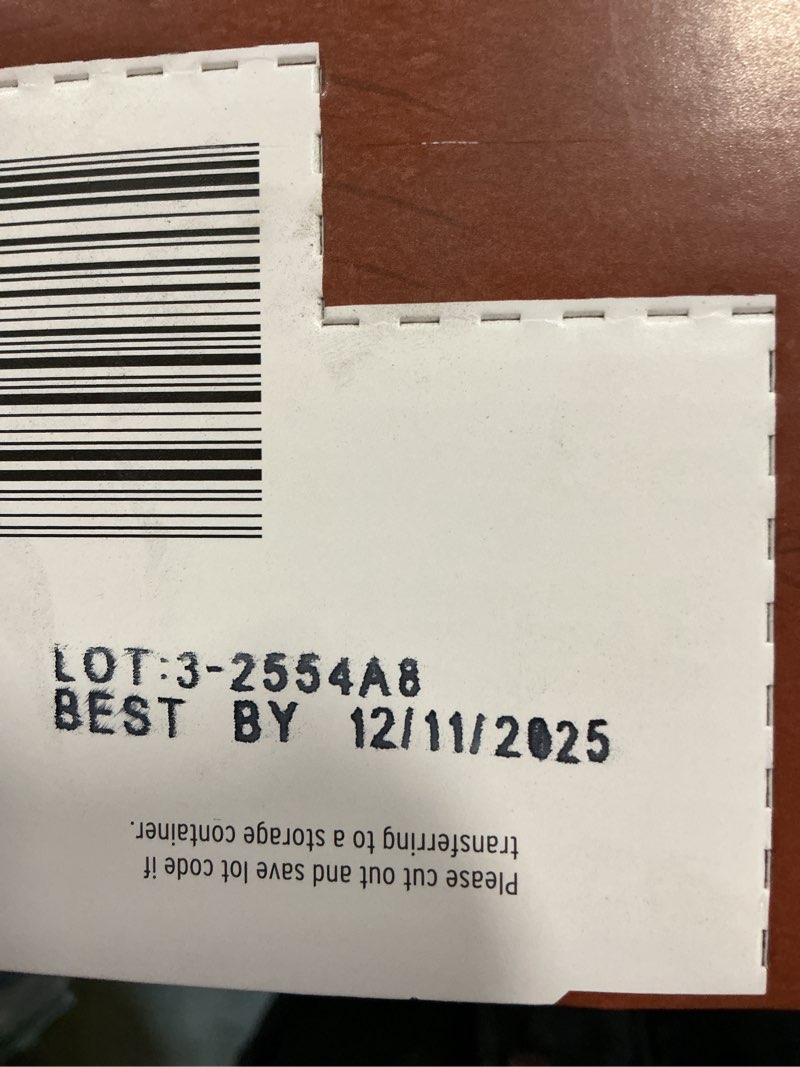 LOT:3-2554A8
BEST BY 12/11/2025
Please cut out and save lot code if
transferring to a storage container.